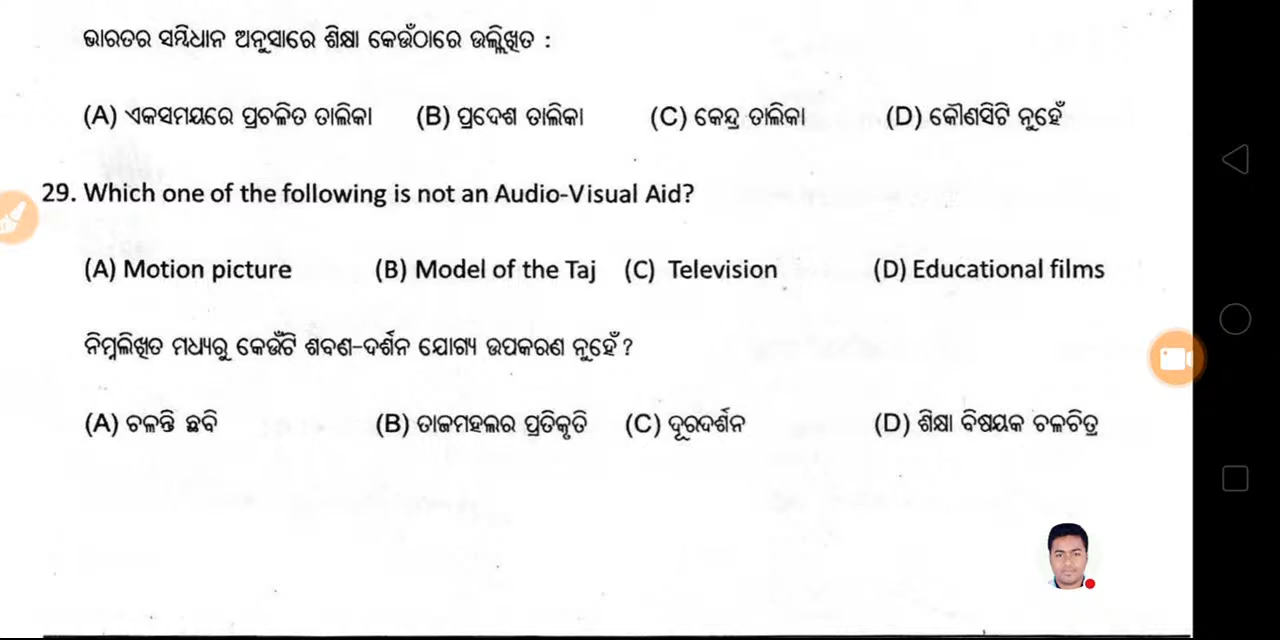 ଭାରତର ସମ୍ବିଧାନ ଅନୁସାରେ ଶିକ୍ଷା କେଉଁଠାରେ ଉଲ୍ଲିଖିତ :
(A) ଏକସମୟରେ ପ୍ରଚଳିତ ତାଲିକା (B) ପ୍ରଦେଶ ତାଲିକା (C) କେନ୍ଦ୍ର ତାଲିକା (D) କୌଣସିଟି ନୁହେଁ
29. Which one of the following is not an Audio-Visual Aid?
(A) Motion picture (B) Model of the Taj (C) Television (D) Educational films
ନିମ୍ନଲିଖିତ ମଧ୍ୟରୁ କେଉଁଟି ଶବଣ-ଦର୍ଶନ ଯୋଗ୍ୟ ଉପକରଣ ନୁହେଁ ?
(A) ଚଳନ୍ତି ଛବି (B) ତାଜମହଲର ପ୍ରତିକୃତି (C) ଦୂରଦର୍ଶନ (D) ଶିକ୍ଷା ବିଷୟକ ଚଳଚିତ୍ର